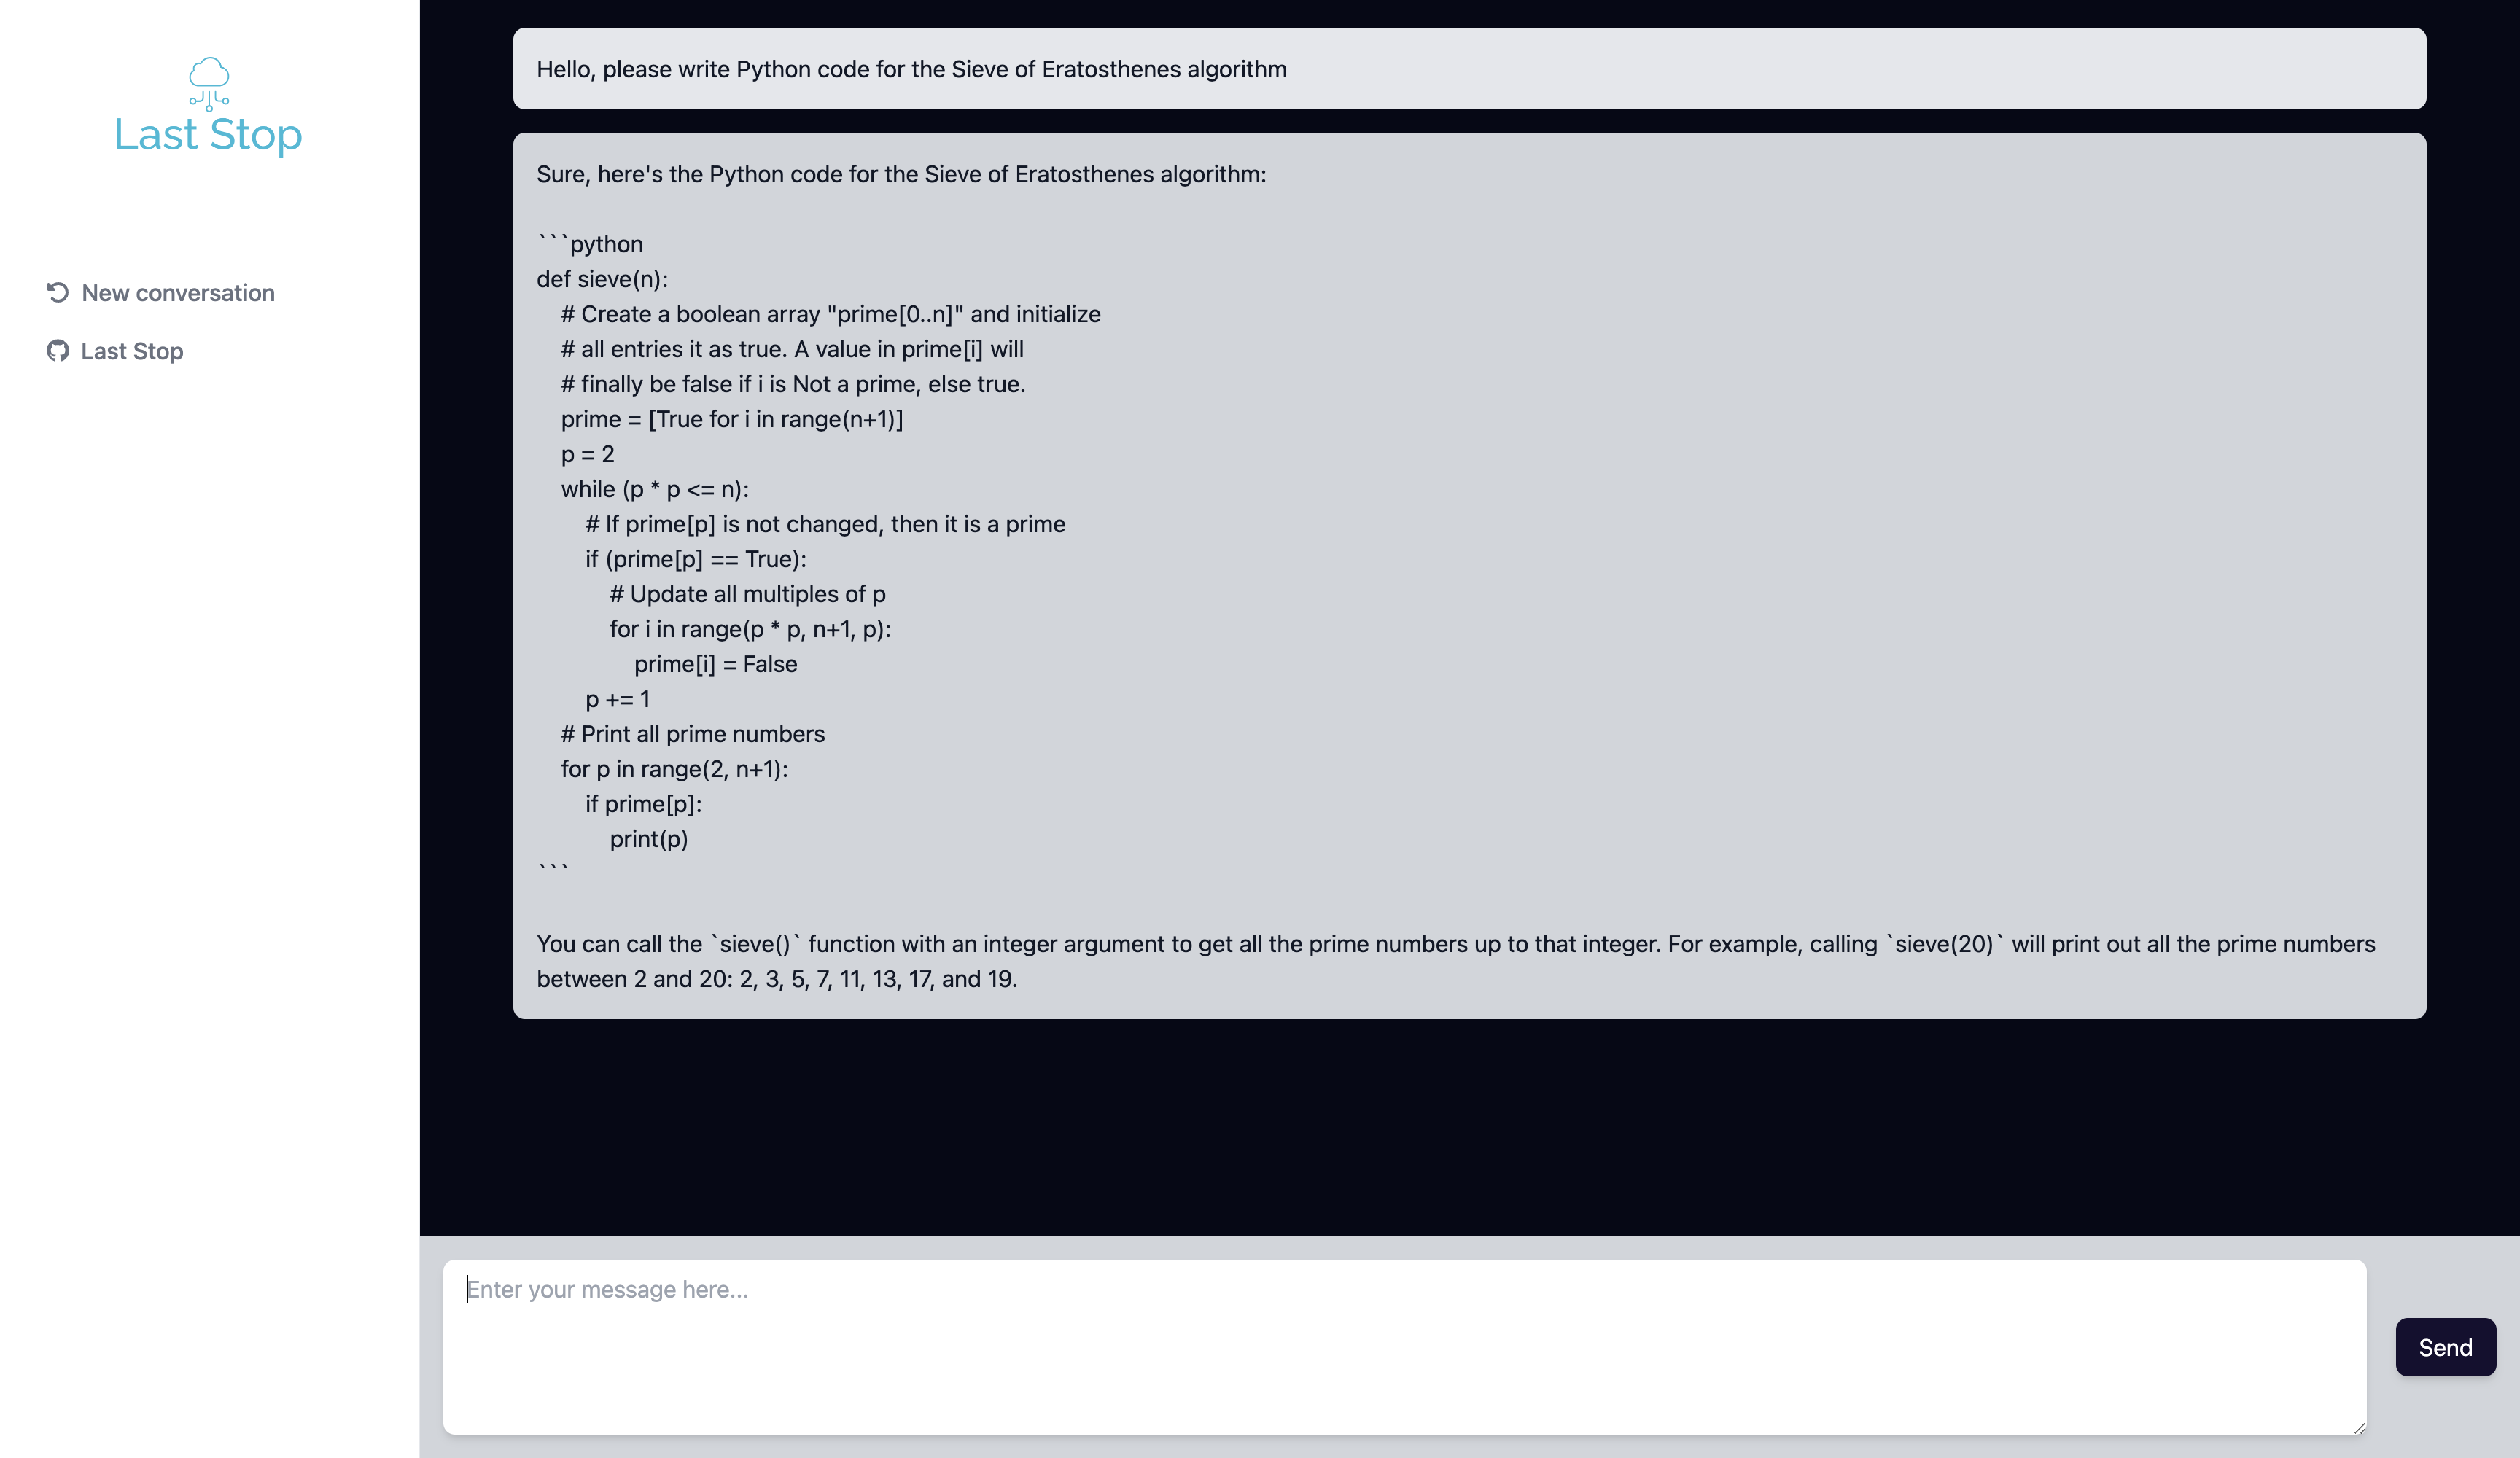 Last Stop
New conversation
Last Stop
Hello, please write Python code for the Sieve of Eratosthenes algorithm
Sure, here's the Python code for the Sieve of Eratosthenes algorithm:
```python
def sieve(n):
    # Create a boolean array "prime[0..n]" and initialize
    # all entries it as true. A value in prime[i] will
    # finally be false if i is Not a prime, else true.
    prime = [True for i in range(n+1)]
    p = 2
    while (p * p <= n):
        # If prime[p] is not changed, then it is a prime
        if (prime[p] == True):
            # Update all multiples of p
            for i in range(p * p, n+1, p):
                prime[i] = False
        p += 1
    # Print all prime numbers
    for p in range(2, n+1):
        if prime[p]:
            print(p)
```
You can call the `sieve()` function with an integer argument to get all the prime numbers up to that integer. For example, calling `sieve(20)` will print out all the prime numbers
between 2 and 20: 2, 3, 5, 7, 11, 13, 17, and 19.
Enter your message here...
Send